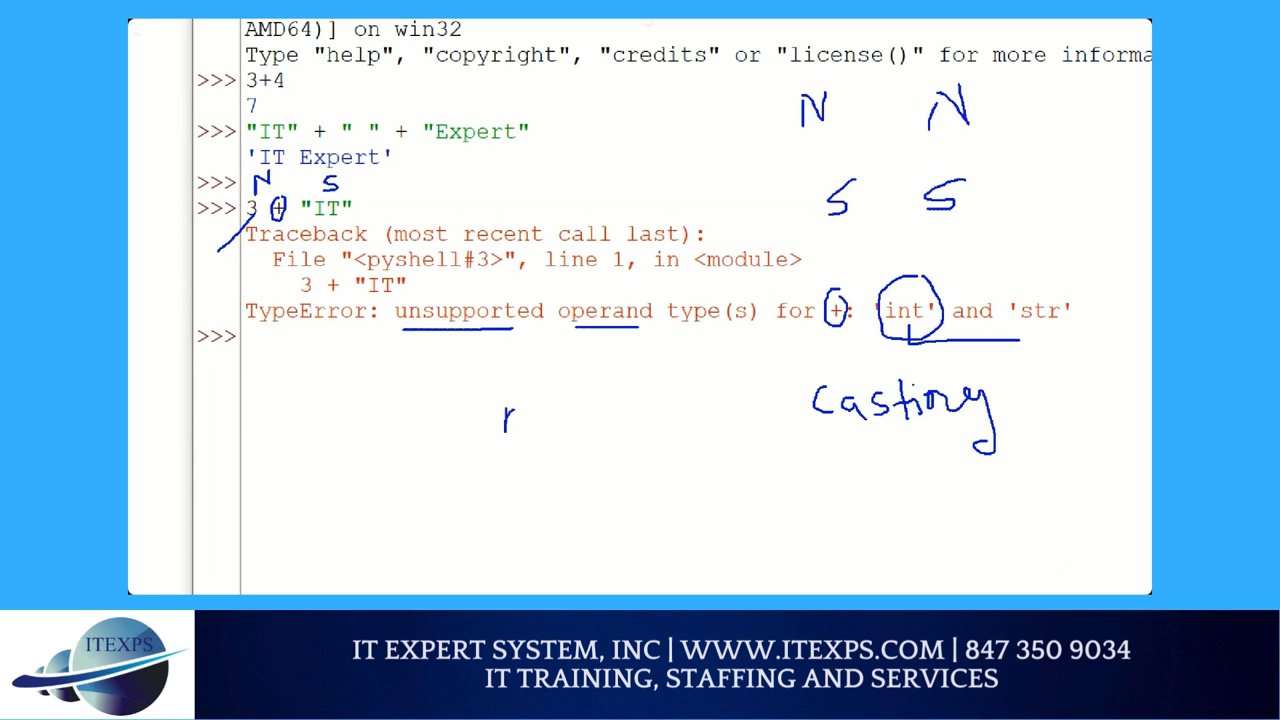 AMD64)] on win32
Type "help", "copyright", "credits" or "license()" for more informa
>>> 3+4
7
>>> "IT" + " " + "Expert"
'IT Expert'
>>>
N S
>>> 3 + "IT"
Traceback (most recent call last):
File "<pyshell#3>", line 1, in <module>
3 + "IT"
TypeError: unsupported operand type(s) for +: 'int' and 'str'
>>>
N N
S S
Casting
ITEXPS
IT EXPERT SYSTEM, INC | WWW.ITEXPS.COM | 847 350 9034
IT TRAINING, STAFFING AND SERVICES